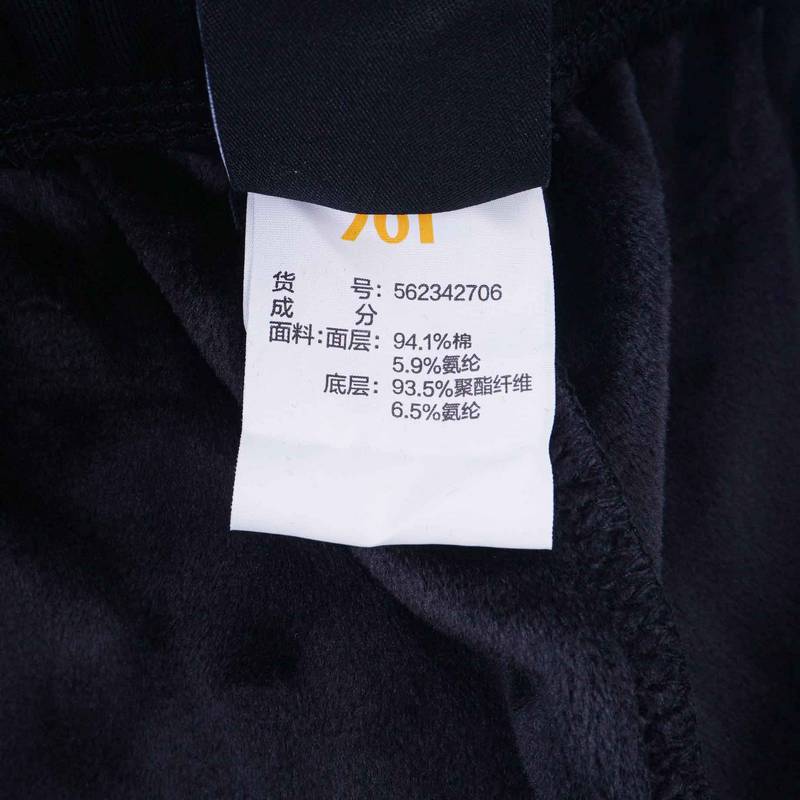 货 号: 562342706
成 分
面料:面层: 94.1%棉
5.9%氨纶
底层: 93.5%聚酯纤维
6.5%氨纶